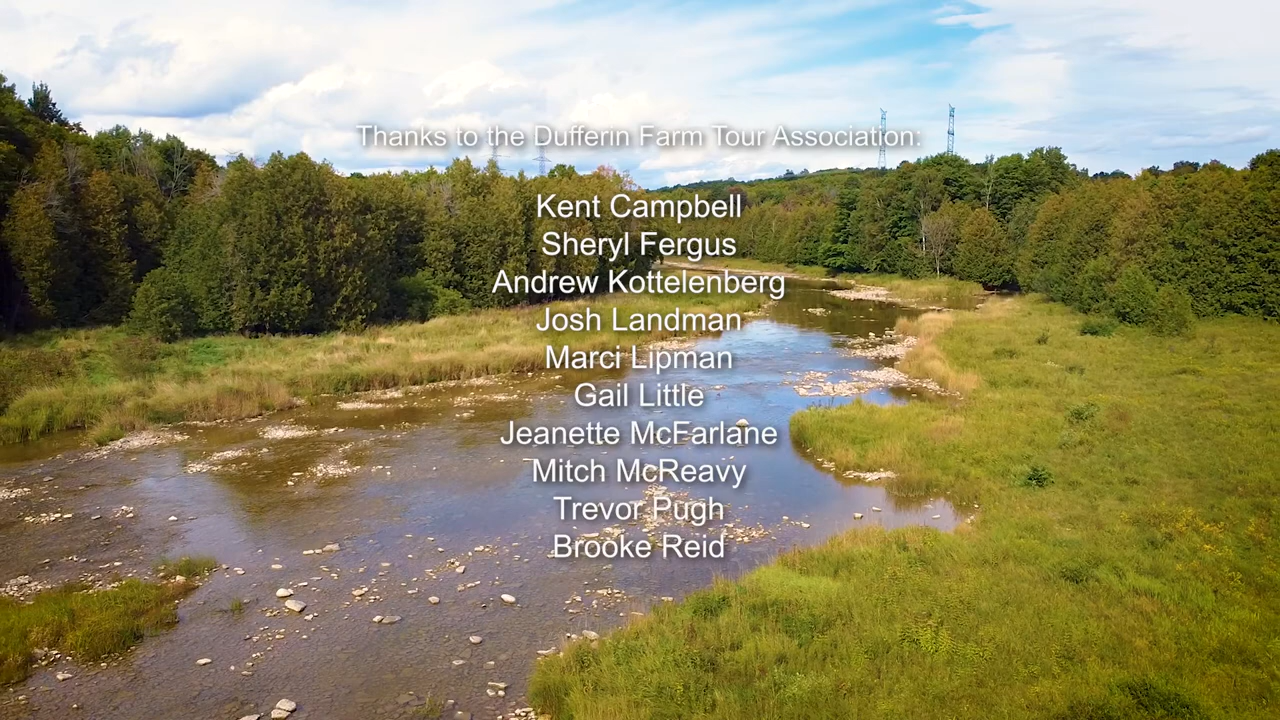 Thanks to the Dufferin Farm Tour Association:
Kent Campbell
Sheryl Fergus
Andrew Kottelenberg
Josh Landman
Marci Lipman
Gail Little
Jeanette McFarlane
Mitch McReavy
Trevor Pugh
Brooke Reid